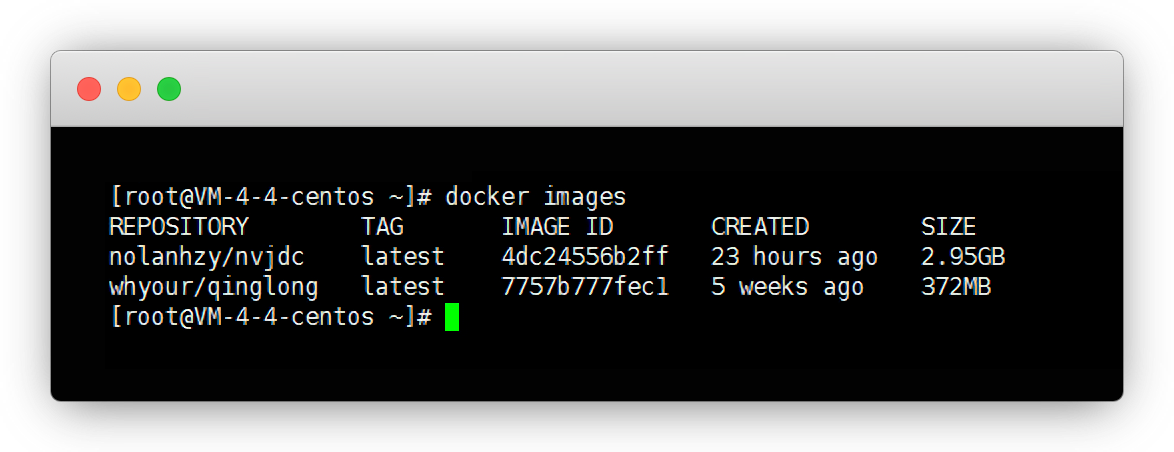 [root@VM-4-4-centos ~]# docker images
REPOSITORY TAG IMAGE ID CREATED SIZE
nolanhzy/nvjdc latest 4dc24556b2ff 23 hours ago 2.95GB
whyour/qinglong latest 7757b777fec1 5 weeks ago 372MB
[root@VM-4-4-centos ~]#